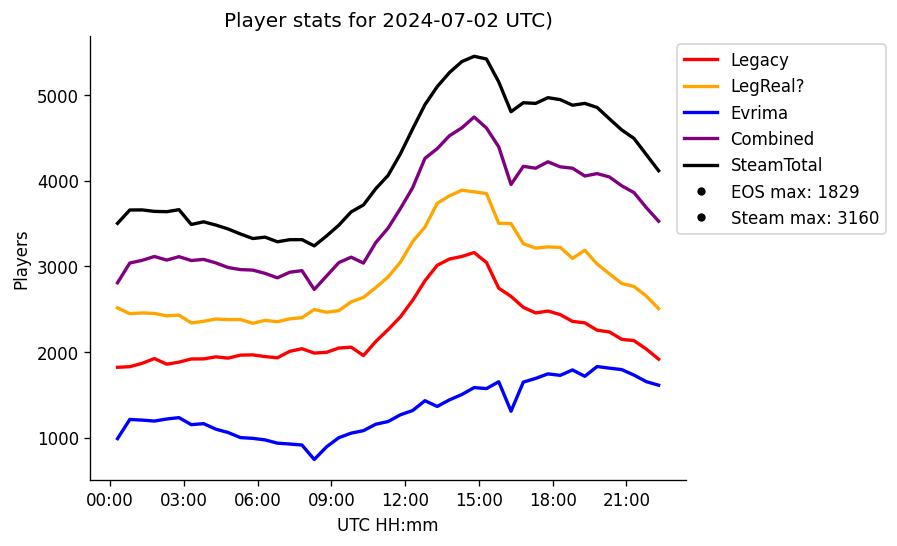 Player stats for 2024-07-02 UTC)
Legacy
LegReal?
Evrima
Combined
SteamTotal
EOS max: 1829
Steam max: 3160
Players
5000
4000
3000
2000
1000
00:00 03:00 06:00 09:00 12:00 15:00 18:00 21:00
UTC HH:mm